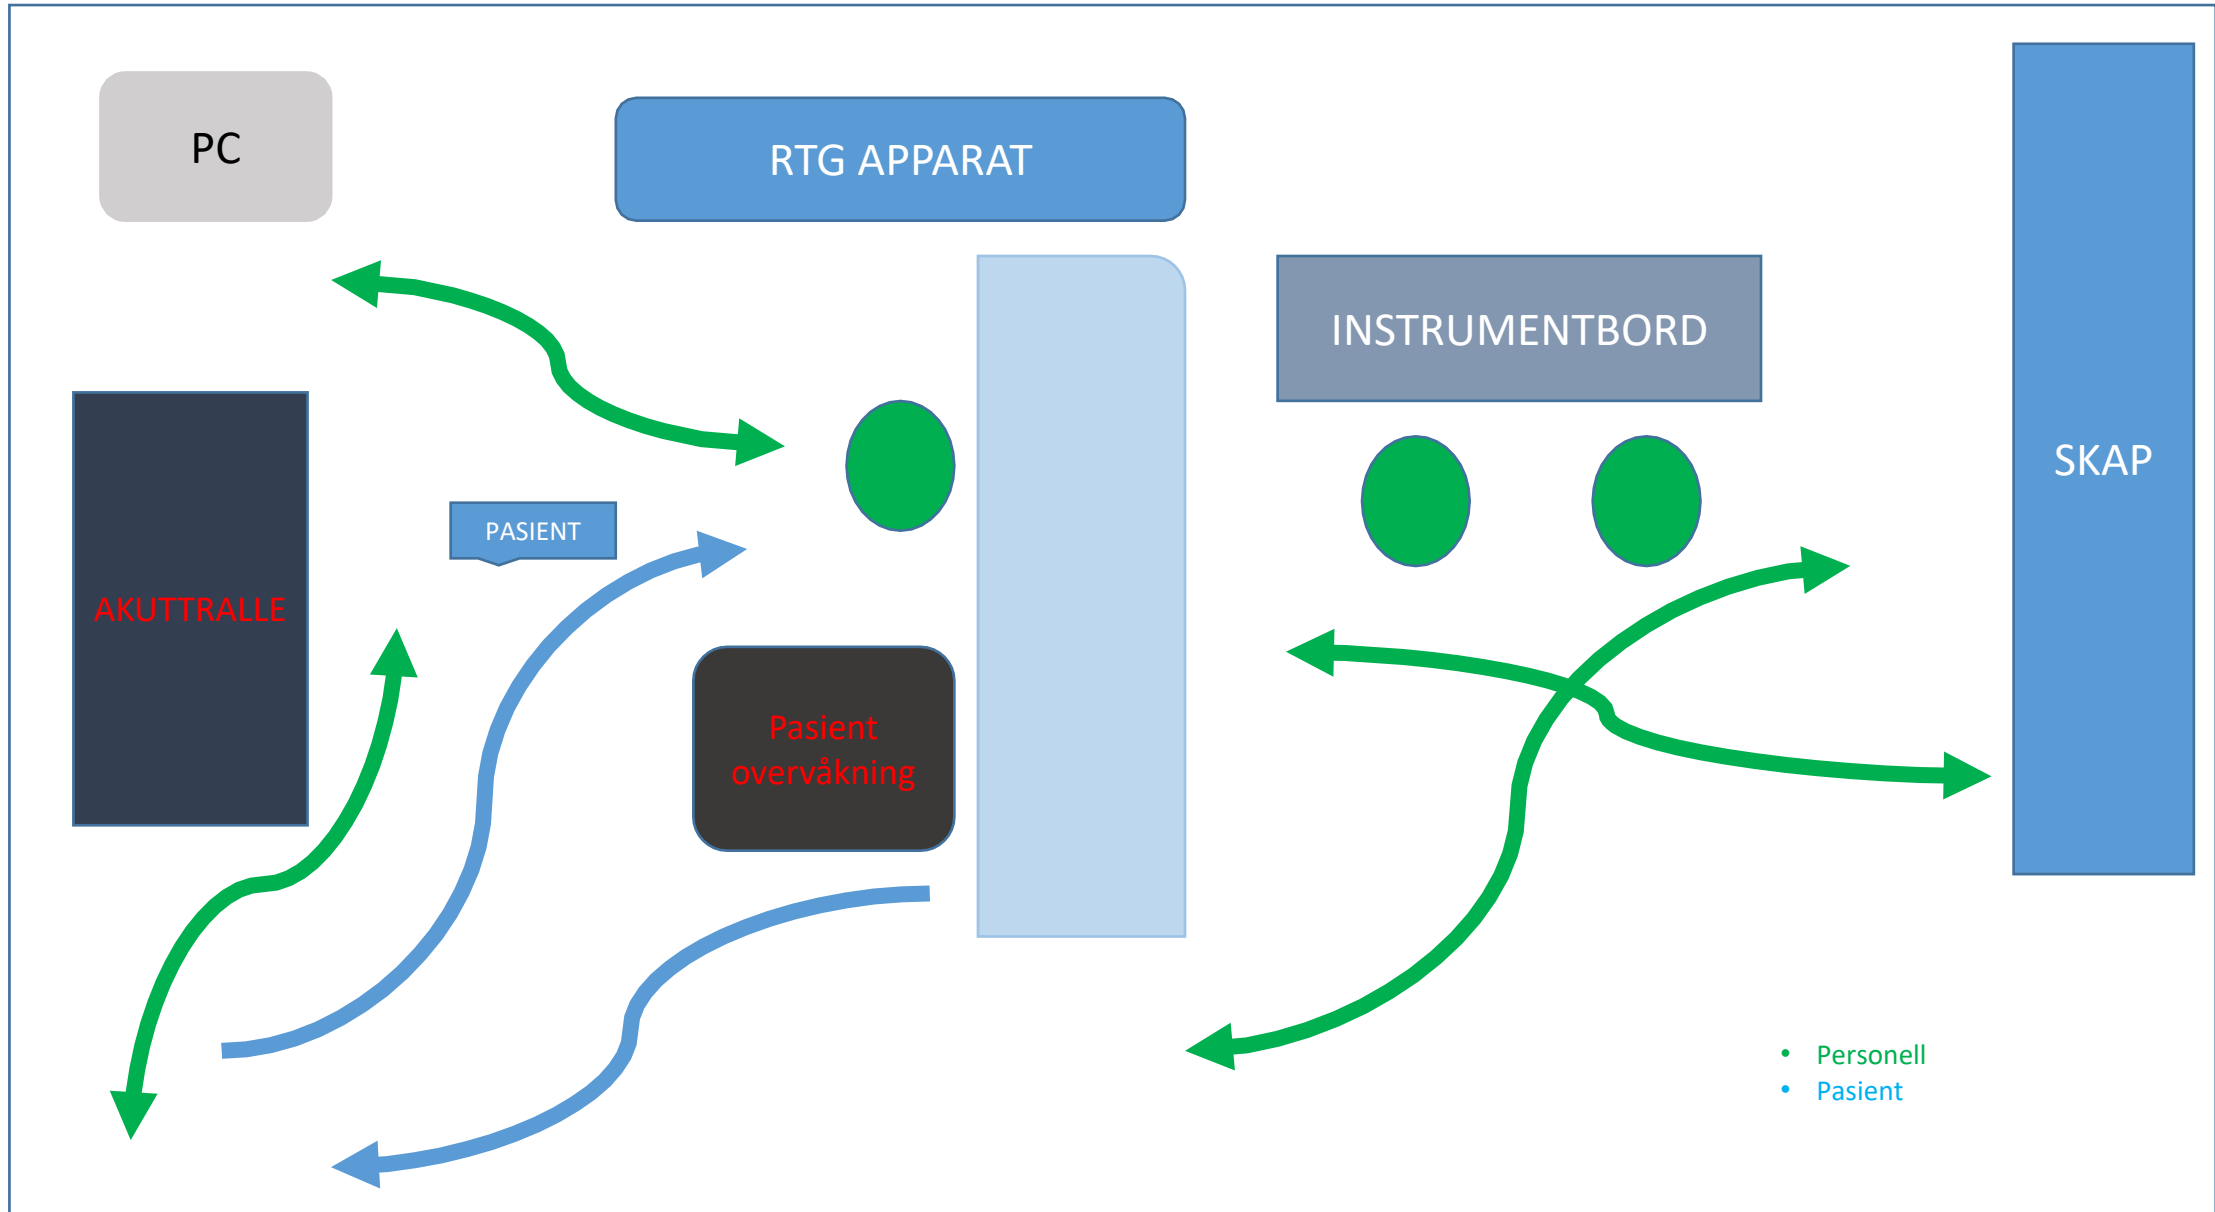 PC
RTG APPARAT
INSTRUMENTBORD
SKAP
PASIENT
AKUTTRALLE
Pasient
overvåkning
• Personell
• Pasient